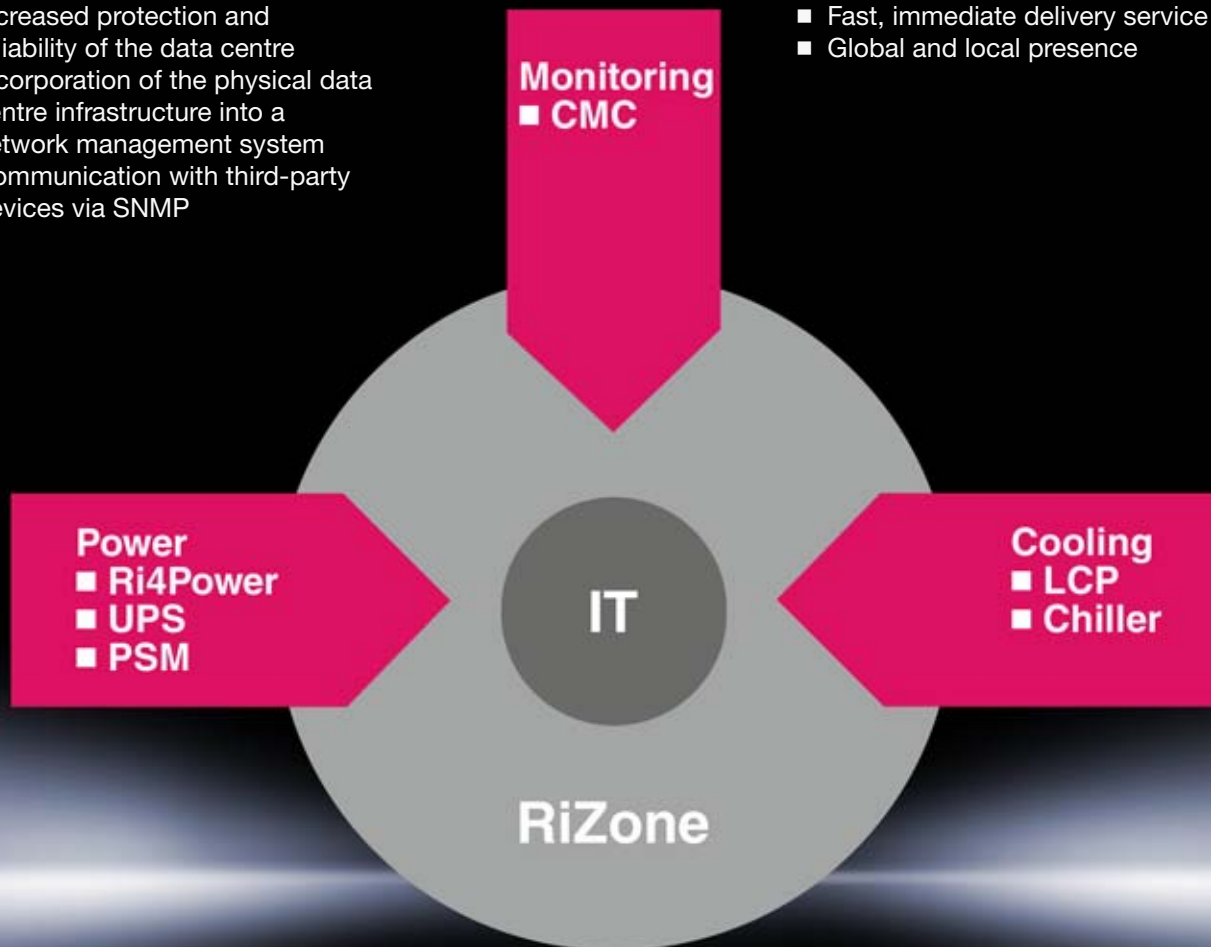 creased protection and
liability of the data centre
corporation of the physical data
entre infrastructure into a
etwork management system
ommunication with third-party
evices via SNMP
■ Fast, immediate delivery service
■ Global and local presence
Monitoring
■ CMC
Power
■ Ri4Power
■ UPS
■ PSM
IT
Cooling
■ LCP
■ Chiller
RiZone